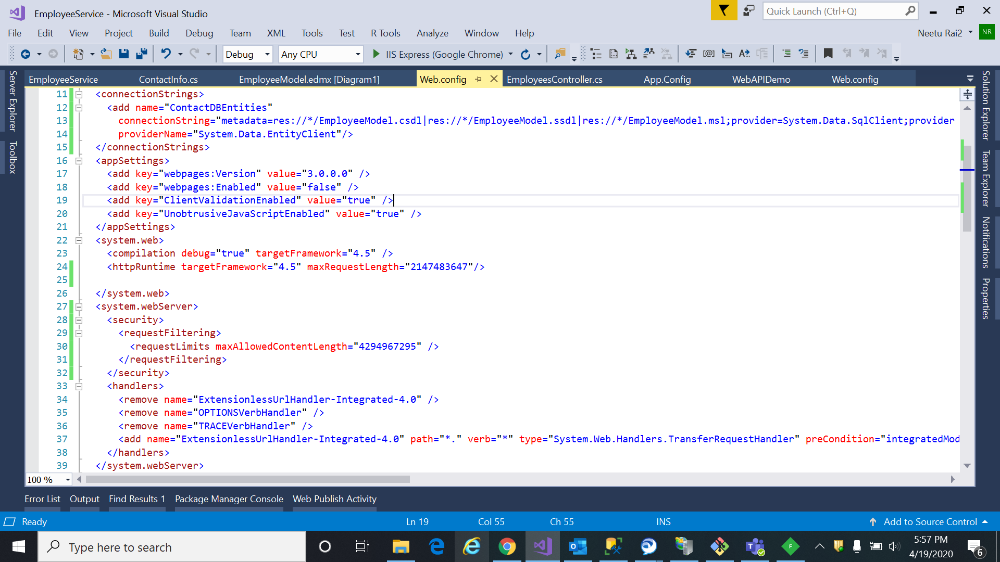 EmployeeService - Microsoft Visual Studio
Quick Launch (Ctrl+Q)
File Edit View Project Build Debug Team XML Tools Test R Tools Analyze Window Help
Neetu Rai2 NR
Debug Any CPU IIS Express (Google Chrome)
EmployeeService ContactInfo.cs EmployeeModel.edmx [Diagram1] Web.config EmployeesController.cs App.Config WebAPIDemo Web.config
Server Explorer
Toolbox
11 <connectionStrings>
12 <add name="ContactDBEntities"
13 connectionString="metadata=res://*/EmployeeModel.csdl|res://*/EmployeeModel.ssdl|res://*/EmployeeModel.msl;provider=System.Data.SqlClient;provider
14 providerName="System.Data.EntityClient"/>
15 </connectionStrings>
16 <appSettings>
17 <add key="webpages:Version" value="3.0.0.0" />
18 <add key="webpages:Enabled" value="false" />
19 <add key="ClientValidationEnabled" value="true" />
20 <add key="UnobtrusiveJavaScriptEnabled" value="true" />
21 </appSettings>
22 <system.web>
23 <compilation debug="true" targetFramework="4.5" />
24 <httpRuntime targetFramework="4.5" maxRequestLength="2147483647"/>
25
26 </system.web>
27 <system.webServer>
28 <security>
29 <requestFiltering>
30 <requestLimits maxAllowedContentLength="4294967295" />
31 </requestFiltering>
32 </security>
33 <handlers>
34 <remove name="ExtensionlessUrlHandler-Integrated-4.0" />
35 <remove name="OPTIONSVerbHandler" />
36 <remove name="TRACEVerbHandler" />
37 <add name="ExtensionlessUrlHandler-Integrated-4.0" path="*." verb="*" type="System.Web.Handlers.TransferRequestHandler" preCondition="integratedMod
38 </handlers>
39 </system.webServer>
Solution Explorer
Team Explorer
Notifications
Properties
100 %
Error List Output Find Results 1 Package Manager Console Web Publish Activity
Ready Ln 19 Col 55 Ch 55 INS Add to Source Control
Type here to search
5:57 PM
4/19/2020
6